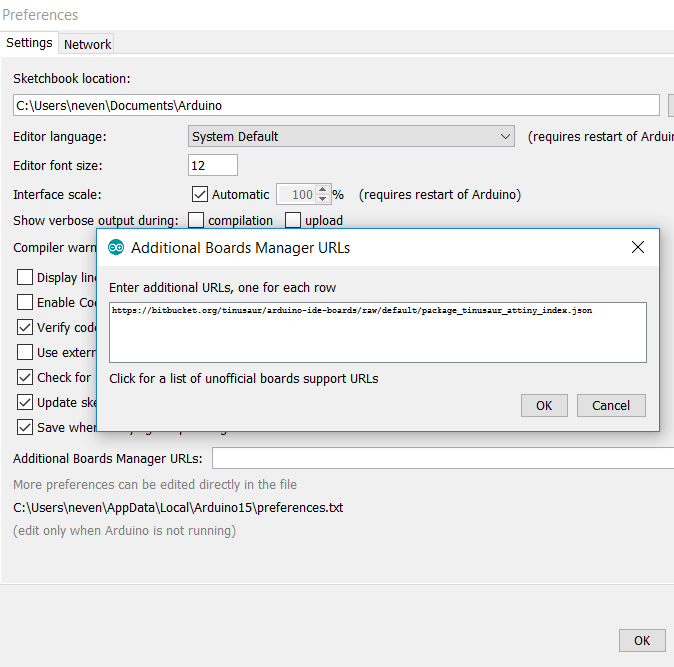 Preferences
Settings Network
Sketchbook location:
C:\Users\neven\Documents\Arduino
Editor language: System Default (requires restart of Ardui
Editor font size: 12
Interface scale: Automatic 100 % (requires restart of Arduino)
Show verbose output during: compilation upload
Compiler warn
Additional Boards Manager URLs
Display line
Enter additional URLs, one for each row
Enable Cod
https://bitbucket.org/tinusaur/arduino-ide-boards/raw/default/package_tinusaur_attiny_index.json
Verify code
Use extern
Check for
Click for a list of unofficial boards support URLs
Update ske
OK Cancel
Save when
Additional Boards Manager URLs:
More preferences can be edited directly in the file
C:\Users\neven\AppData\Local\Arduino15\preferences.txt
(edit only when Arduino is not running)
OK